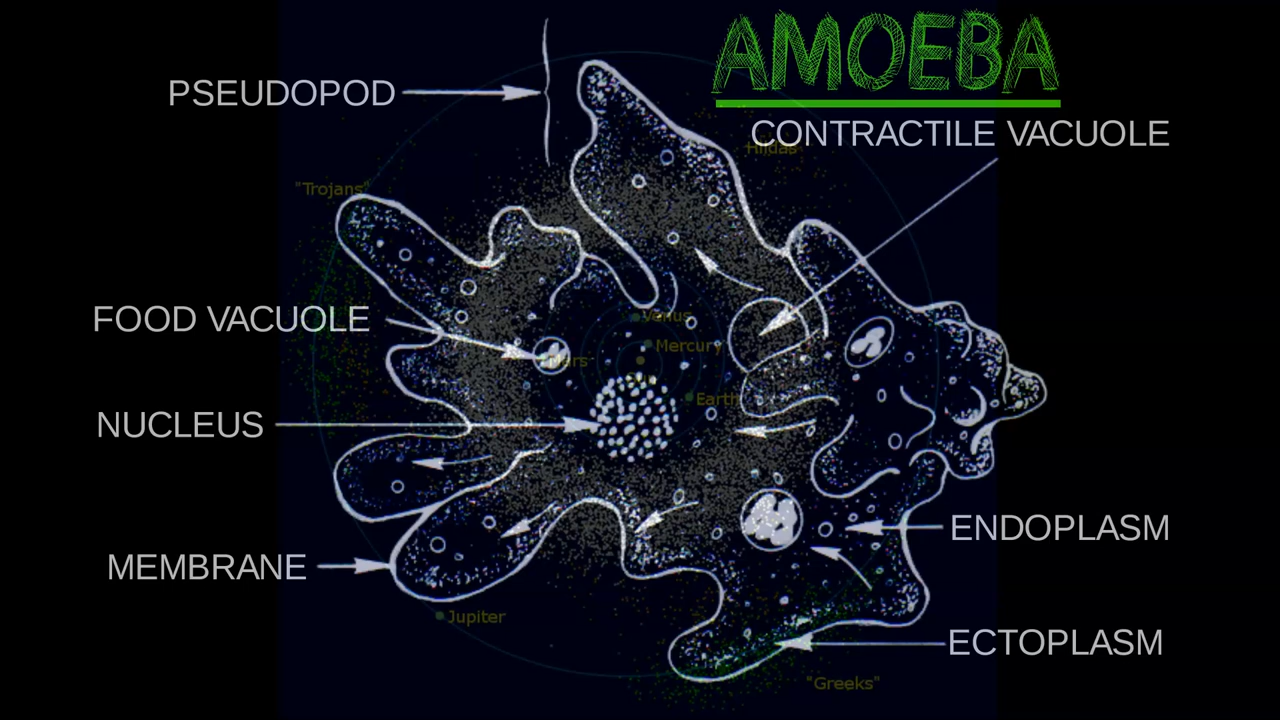 AMOEBA
PSEUDOPOD
CONTRACTILE VACUOLE
Hildas
"Trojans"
FOOD VACUOLE
Venus
Mercury
Mars
Earth
NUCLEUS
ENDOPLASM
MEMBRANE
Jupiter
ECTOPLASM
"Greeks"